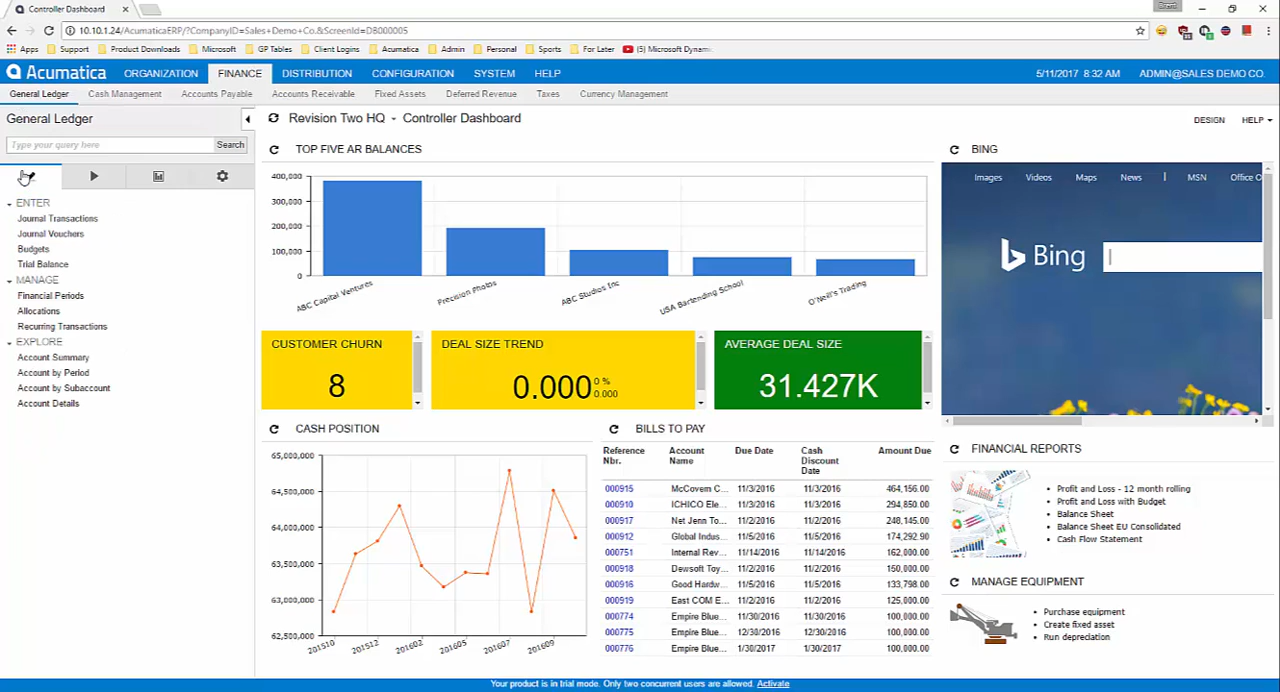 Controller Dashboard
10.10.1.24/AcumaticaERP/?CompanyID=Sales+Demo+Co.&ScreenId=DB000005
Apps Support Product Downloads Microsoft GP Tables Client Logins Acumatica Admin Personal Sports For Later (5) Microsoft Dynamic
Acumatica ORGANIZATION FINANCE DISTRIBUTION CONFIGURATION SYSTEM HELP 5/11/2017 8:32 AM ADMIN@SALES DEMO CO.
General Ledger Cash Management Accounts Payable Accounts Receivable Fixed Assets Deferred Revenue Taxes Currency Management
General Ledger
Revision Two HQ - Controller Dashboard
DESIGN HELP
Type your query here Search
ENTER
Journal Transactions
Journal Vouchers
Budgets
Trial Balance
MANAGE
Financial Periods
Allocations
Recurring Transactions
EXPLORE
Account Summary
Account by Period
Account by Subaccount
Account Details
TOP FIVE AR BALANCES
400,000
300,000
200,000
100,000
0
ABC Capital Ventures Precision Photos ABC Studios Inc USA Bartending School O'Neill's Trading
CUSTOMER CHURN
8
DEAL SIZE TREND
0.000 0 %
0.000
AVERAGE DEAL SIZE
31.427K
CASH POSITION
65,000,000
64,500,000
64,000,000
63,500,000
63,000,000
62,500,000
201510 201512 201602 201605 201607 201609
BILLS TO PAY
Reference Nbr. Account Name Due Date Cash Discount Date Amount Due
000915 McCovem C... 11/3/2016 11/3/2016 464,156.00
000910 ICHICO Ele... 11/3/2016 11/3/2016 294,850.00
000917 Net Jenn To... 11/2/2016 11/2/2016 248,145.00
000912 Global Indus... 11/5/2016 11/5/2016 174,292.90
000751 Internal Rev... 11/14/2016 11/14/2016 162,000.00
000918 Dewsoft Toy... 11/2/2016 11/2/2016 150,000.00
000916 Good Hardw... 11/5/2016 11/5/2016 133,798.00
000919 East COM E... 11/2/2016 11/2/2016 125,000.00
000774 Empire Blue... 11/30/2016 11/30/2016 100,000.00
000775 Empire Blue... 12/30/2016 12/30/2016 100,000.00
000776 Empire Blue... 1/30/2017 1/30/2017 100,000.00
BING
Images Videos Maps News | MSN Office O
Bing
FINANCIAL REPORTS
Profit and Loss - 12 month rolling
Profit and Loss with Budget
Balance Sheet
Balance Sheet EU Consolidated
Cash Flow Statement
MANAGE EQUIPMENT
Purchase equipment
Create fixed asset
Run depreciation
Your product is in trial mode. Only two concurrent users are allowed. Activate